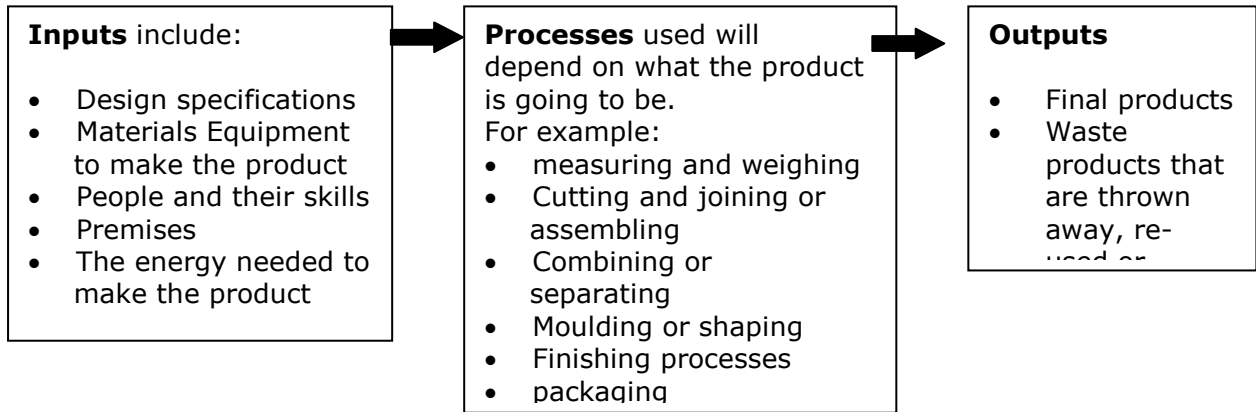 Inputs include:
• Design specifications
• Materials Equipment
to make the product
• People and their skills
• Premises
• The energy needed to
make the product
Processes used will
depend on what the product
is going to be.
For example:
• measuring and weighing
• Cutting and joining or
assembling
• Combining or
separating
• Moulding or shaping
• Finishing processes
• packaging
Outputs
• Final products
• Waste
products that
are thrown
away, re-
used or